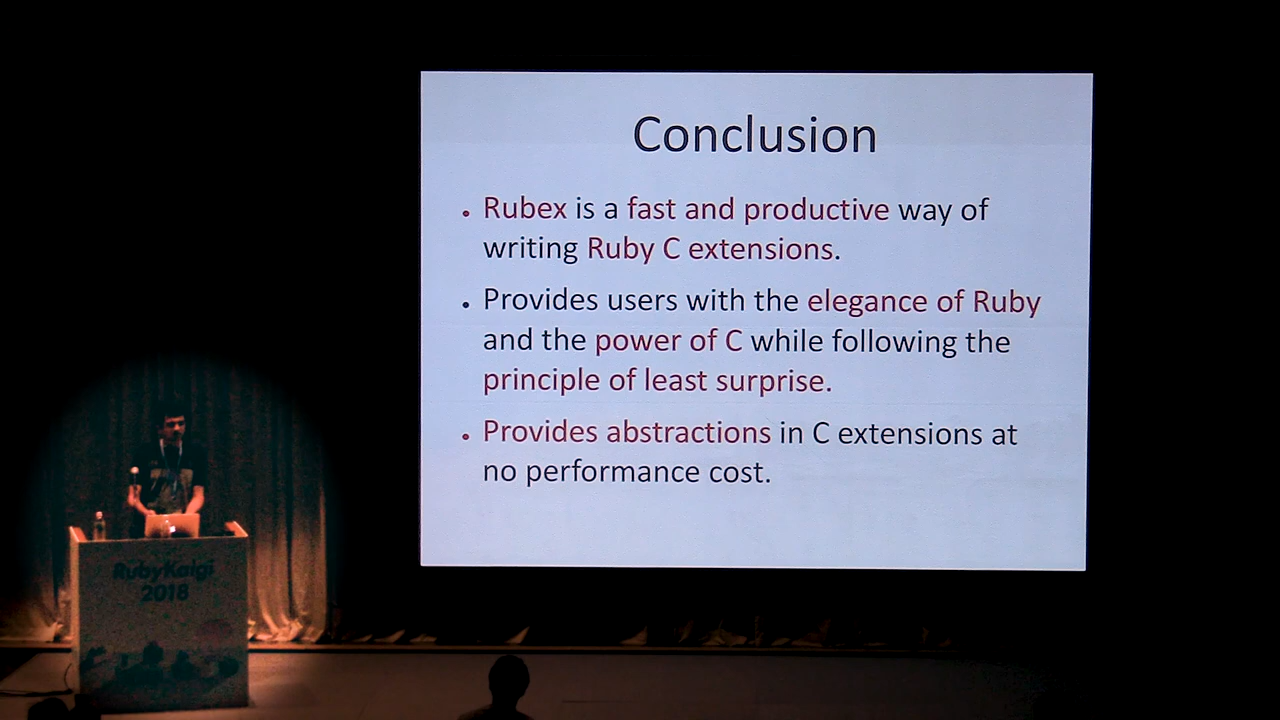 Conclusion
• Rubex is a fast and productive way of
writing Ruby C extensions.
• Provides users with the elegance of Ruby
and the power of C while following the
principle of least surprise.
• Provides abstractions in C extensions at
no performance cost.
RubyKaigi
2018